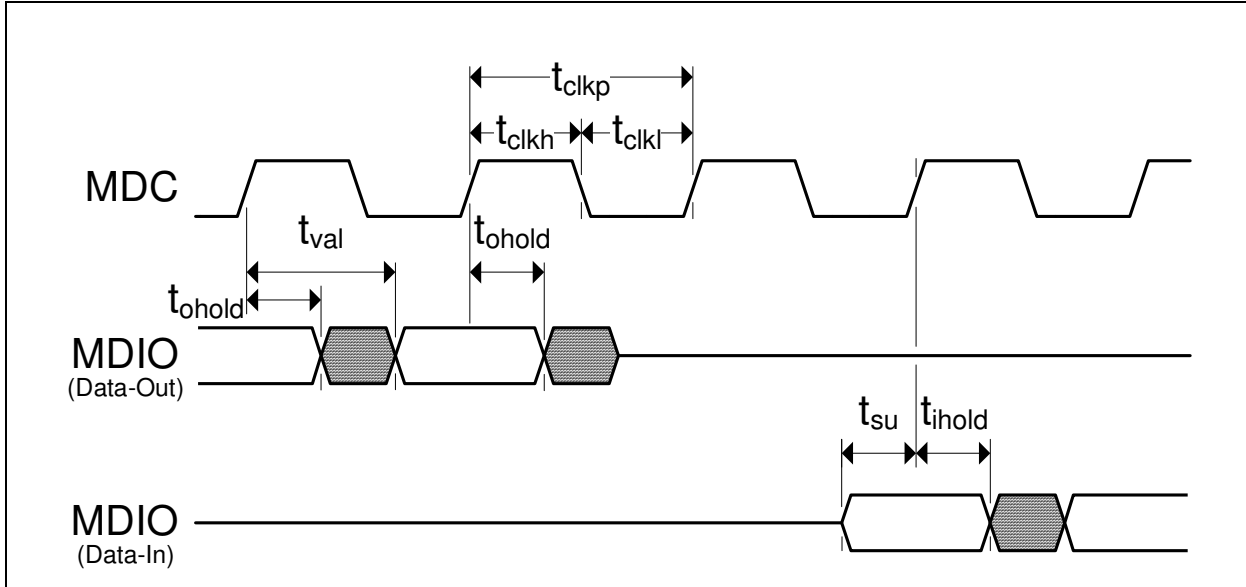 tclkp
tclkh tclkl
MDC
tval tohold
tohold
MDIO
(Data-Out)
tsu tihold
MDIO
(Data-In)